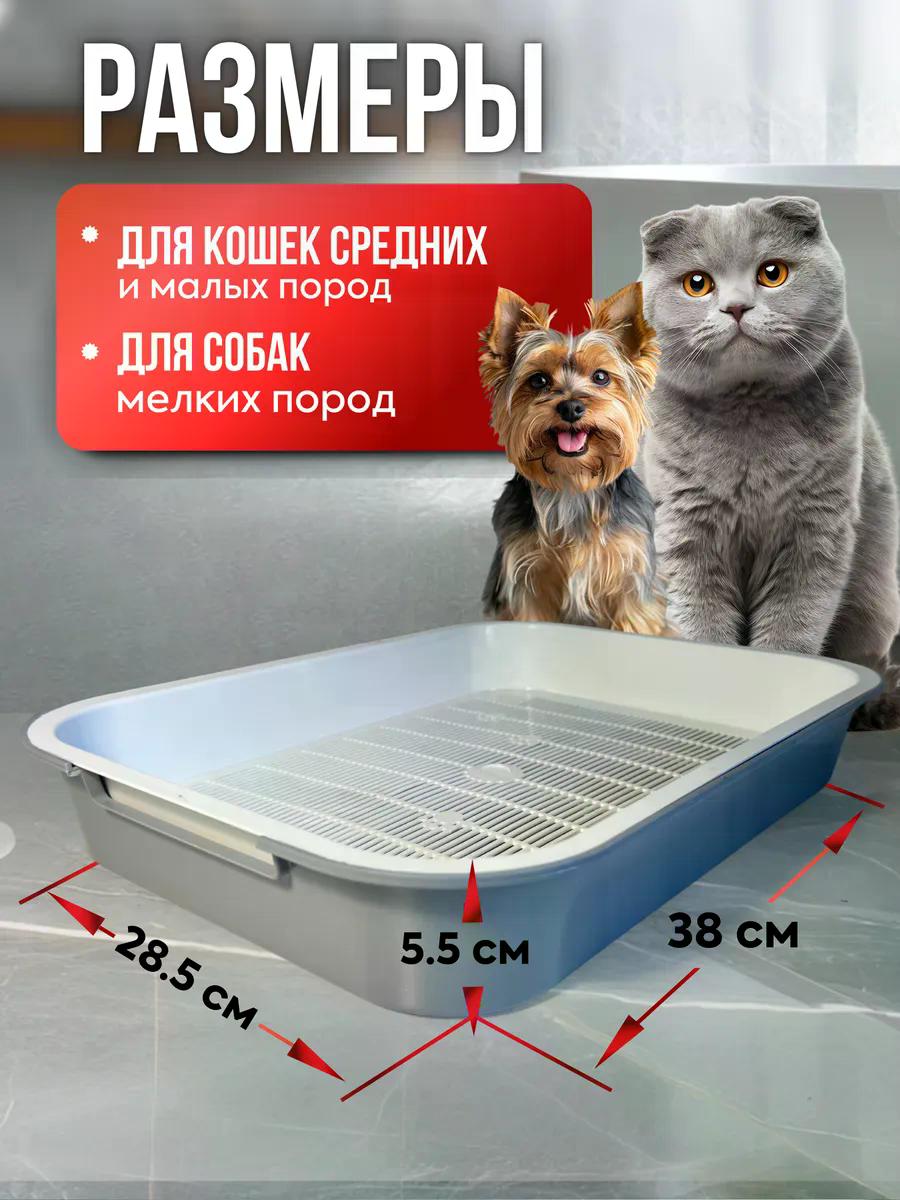 РАЗМЕРЫ
ДЛЯ КОШЕК СРЕДНИХ
и малых пород
ДЛЯ СОБАК
мелких пород
28.5 см
5.5 см
38 см